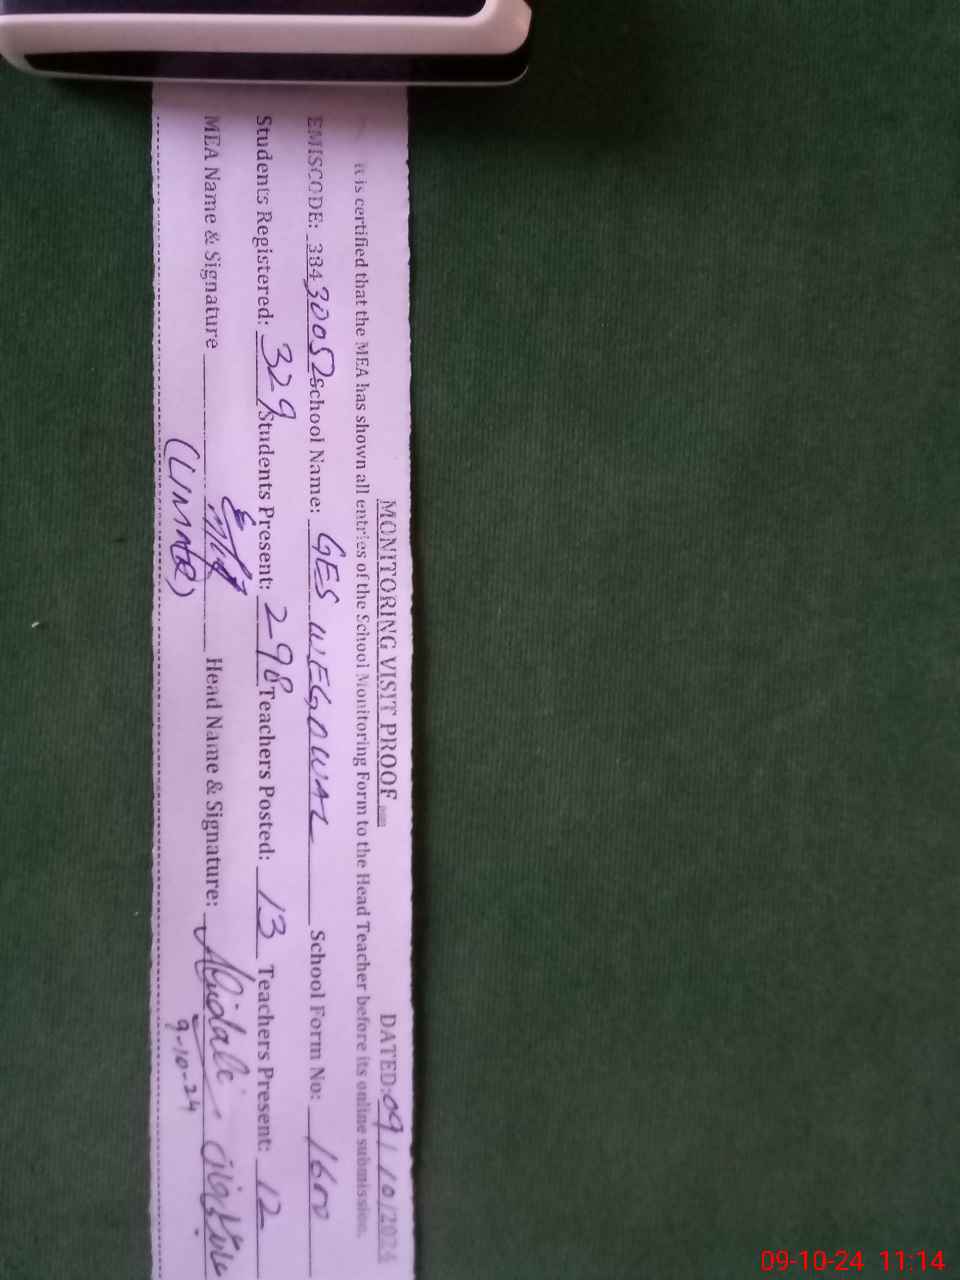 MONITORING VISIT PROOF DATED: 09/10/2024
It is certified that the MEA has shown all entries of the School Monitoring Form to the Head Teacher before its online submission.
EMISCODE: 38430052 School Name: GES WEGOWAL School Form No: 1600
Students Registered: 329 Students Present: 298 Teachers Posted: 13 Teachers Present: 12
MEA Name & Signature Head Name & Signature:
(UMAR) 9-10-24
09-10-24 11:14